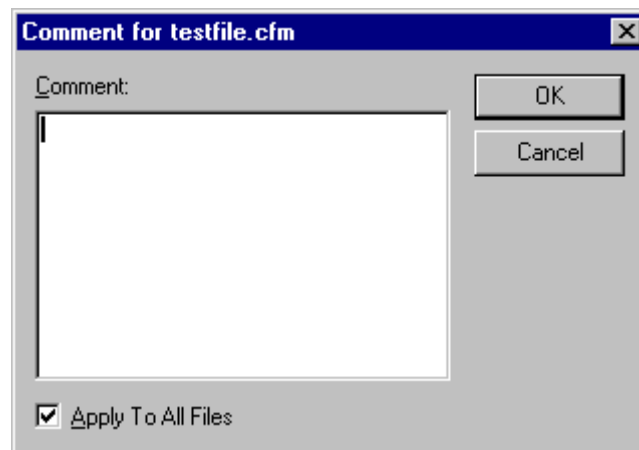 Comment for testfile.cfm
Comment:
OK
Cancel
Apply To All Files